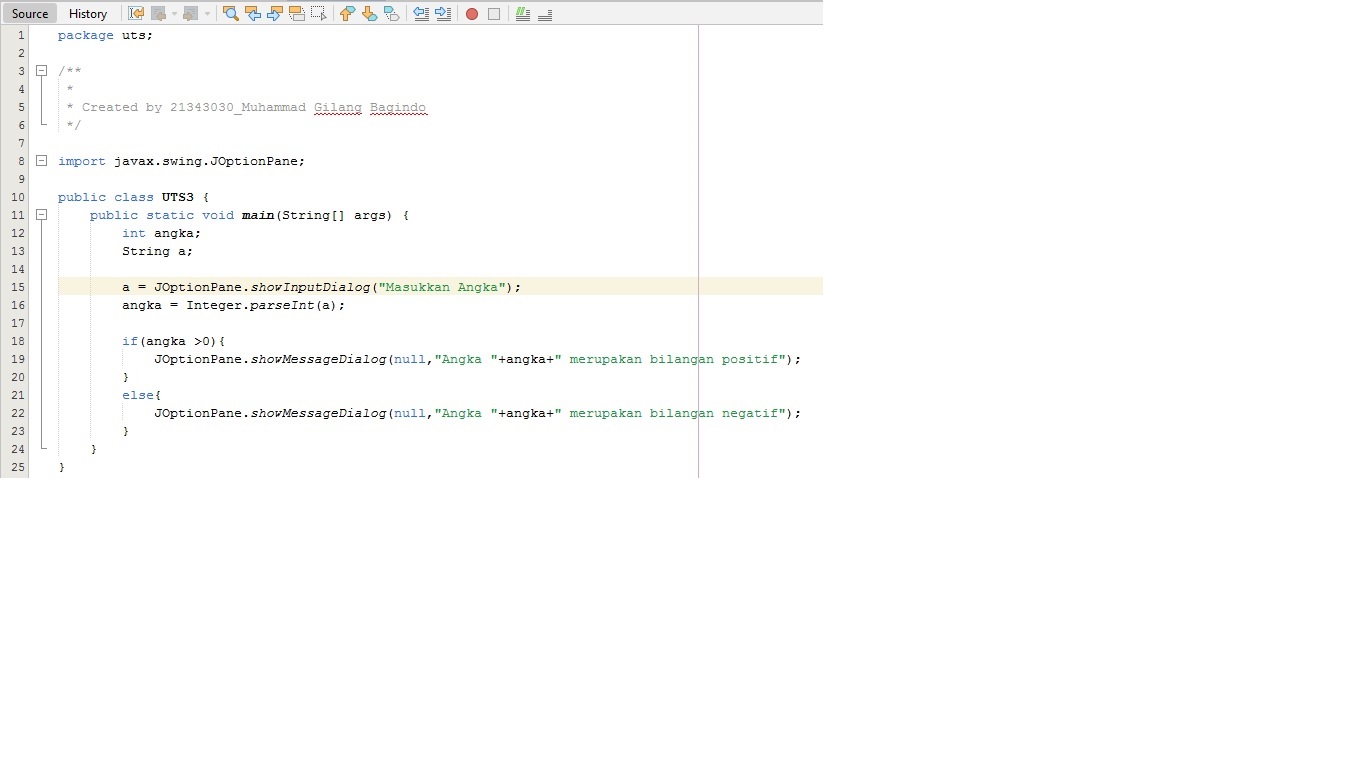 Source History
1 package uts;
2
3 /**
4 *
5 * Created by 21343030_Muhammad Gilang Bagindo
6 */
7
8 import javax.swing.JOptionPane;
9
10 public class UTS3 {
11 public static void main(String[] args) {
12 int angka;
13 String a;
14
15 a = JOptionPane.showInputDialog("Masukkan Angka");
16 angka = Integer.parseInt(a);
17
18 if(angka >0){
19 JOptionPane.showMessageDialog(null,"Angka "+angka+" merupakan bilangan positif");
20 }
21 else{
22 JOptionPane.showMessageDialog(null,"Angka "+angka+" merupakan bilangan negatif");
23 }
24 }
25 }